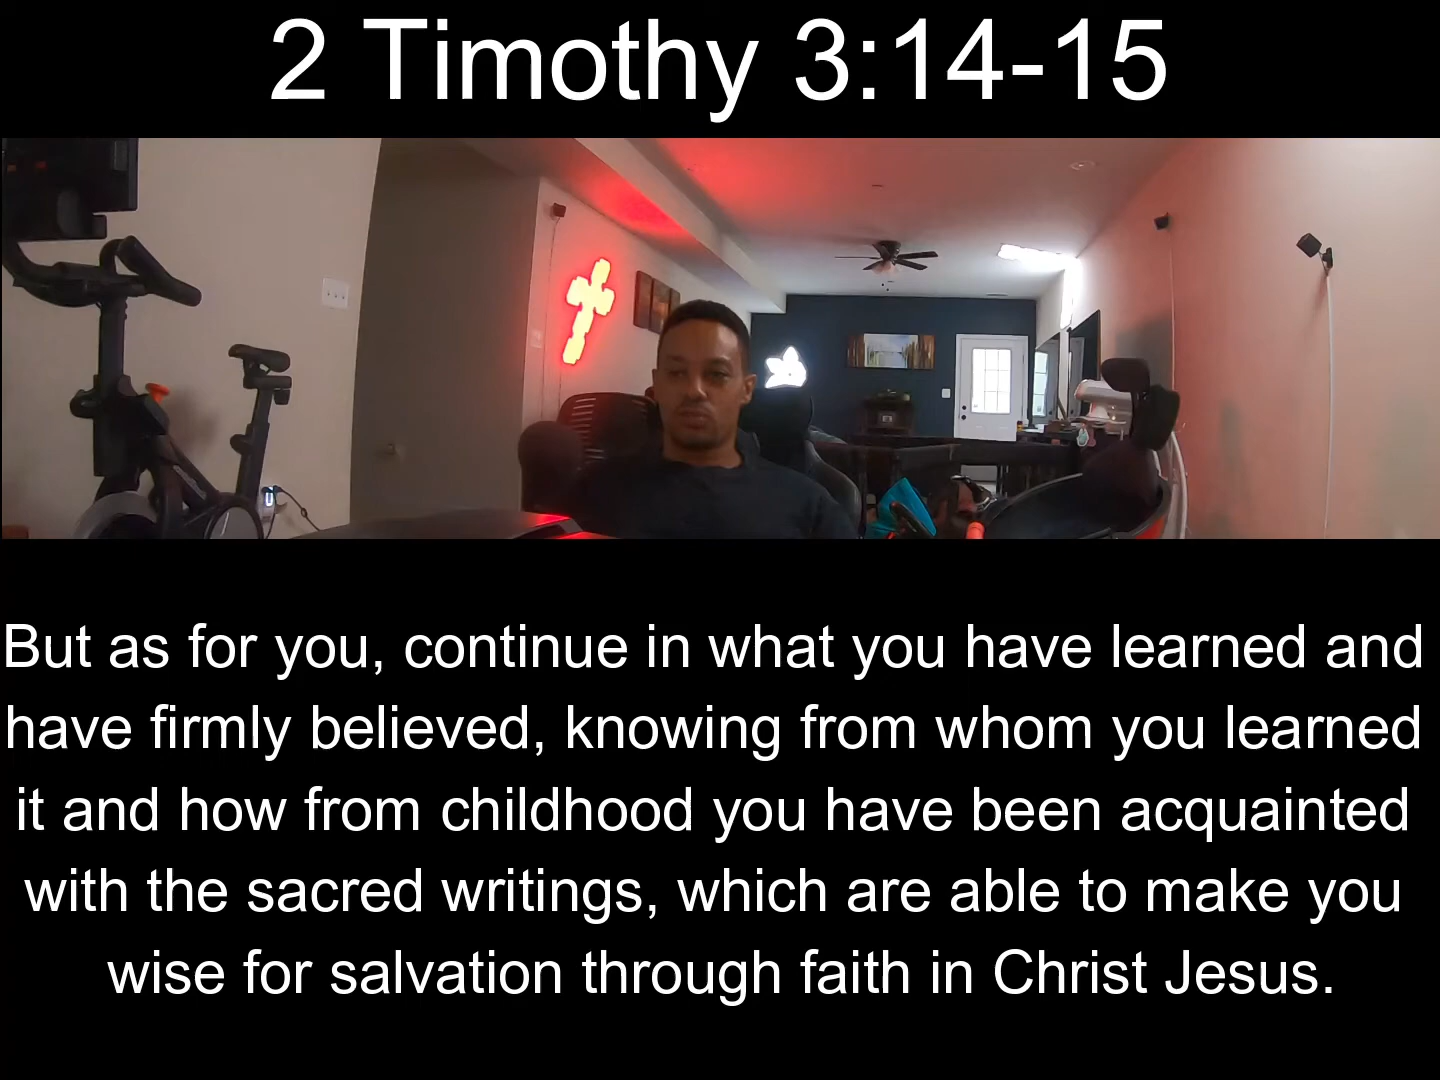 2 Timothy 3:14-15
But as for you, continue in what you have learned and
have firmly believed, knowing from whom you learned
it and how from childhood you have been acquainted
with the sacred writings, which are able to make you
wise for salvation through faith in Christ Jesus.